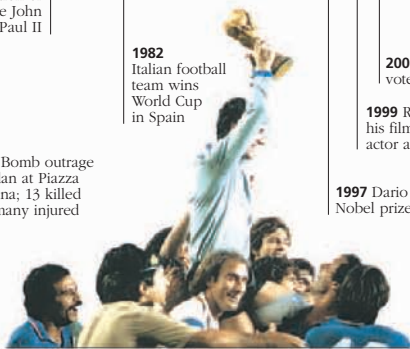 e John
Paul II
1982
Italian football
team wins
World Cup
in Spain
Bomb outrage
lan at Piazza
na; 13 killed
many injured
200
vote
1999 R
his film
actor a
1997 Dario
Nobel prize